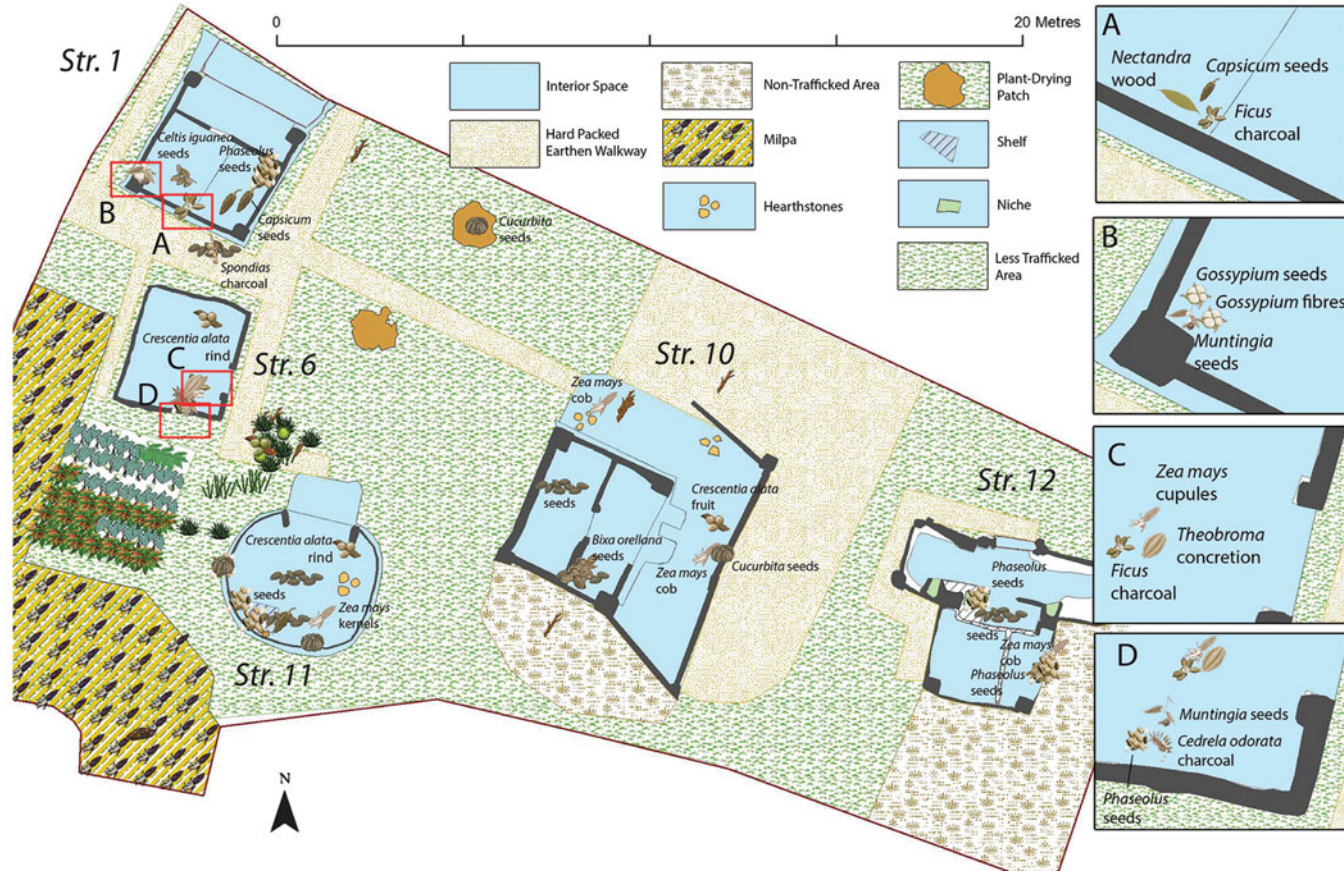 0
20 Metres
Str. 1
Interior Space
Hard Packed
Earthen Walkway
Non-Trafficked Area
Milpa
Hearthstones
Plant-Drying
Patch
Shelf
Niche
Less Trafficked
Area
Celtis iguanea
seeds
Phaseolus
seeds
Capsicum
seeds
B
A
Spondias
charcoal
Cucurbita
seeds
Crescentia alata
rind
C
D
Str. 6
Str. 10
Zea mays
cob
seeds
Bixa orellana
seeds
Crescentia alata
fruit
Zea mays
cob
Cucurbita seeds
Str. 12
Phaseolus
seeds
seeds
Zea mays
cob
Phaseolus
seeds
Crescentia alata
rind
seeds
Zea mays
kernels
Str. 11
N
A
Nectandra
wood
Capsicum seeds
Ficus
charcoal
B
Gossypium seeds
Gossypium fibres
Muntingia
seeds
C
Zea mays
cupules
Theobroma
concretion
Ficus
charcoal
D
Muntingia seeds
Cedrela odorata
charcoal
Phaseolus
seeds